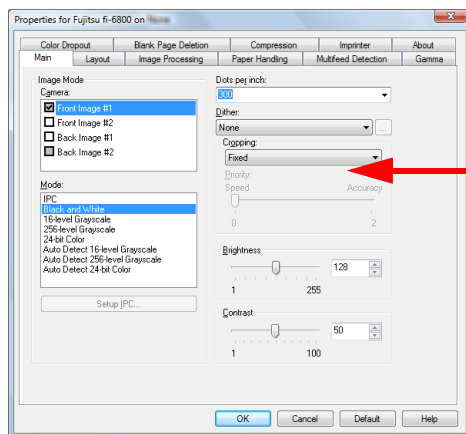 Properties for Fujitsu fi-6800 on
Color Dropout Blank Page Deletion Compression Imprinter About
Main Layout Image Processing Paper Handling Multifeed Detection Gamma
Image Mode
Camera:
Front Image #1
Front Image #2
Back Image #1
Back Image #2
Mode:
IPC
Black and White
16-level Grayscale
256-level Grayscale
24-bit Color
Auto Detect 16-level Grayscale
Auto Detect 256-level Grayscale
Auto Detect 24-bit Color
Setup IPC...
Dots per inch:
300
Dither:
None
...
Cropping:
Fixed
Priority:
Speed Accuracy
0 2
Brightness
128
1 255
Contrast
50
1 100
OK Cancel Default Help